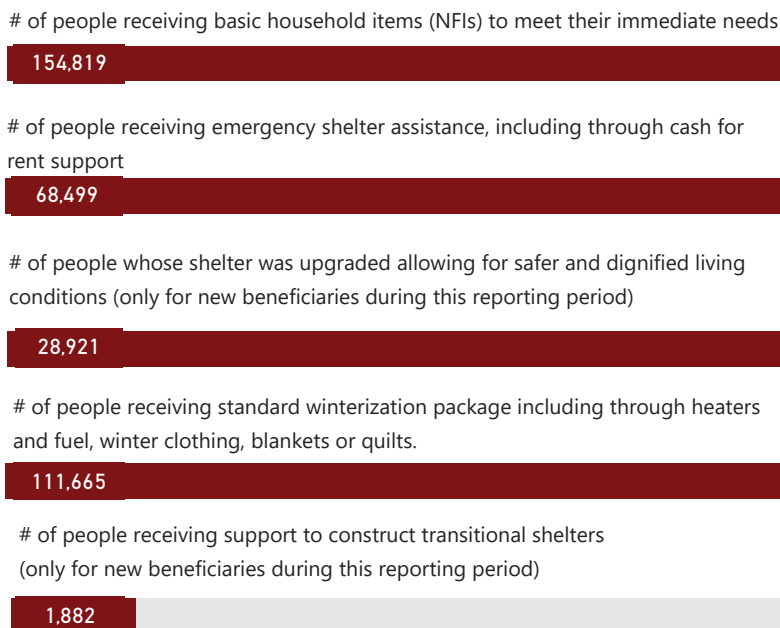 # of people receiving basic household items (NFIs) to meet their immediate needs
154,819
# of people receiving emergency shelter assistance, including through cash for
rent support
68,499
# of people whose shelter was upgraded allowing for safer and dignified living
conditions (only for new beneficiaries during this reporting period)
28,921
# of people receiving standard winterization package including through heaters
and fuel, winter clothing, blankets or quilts.
111,665
# of people receiving support to construct transitional shelters
(only for new beneficiaries during this reporting period)
1,882